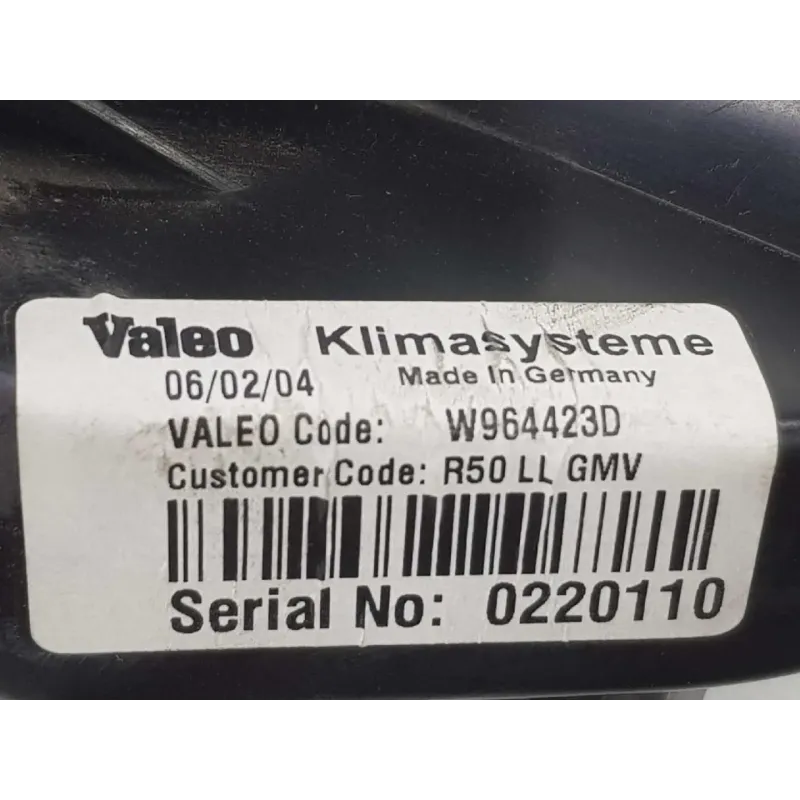 Valeo Klimasysteme
06/02/04 Made In Germany
VALEO Code: W964423D
Customer Code: R50 LL GMV
Serial No: 0220110